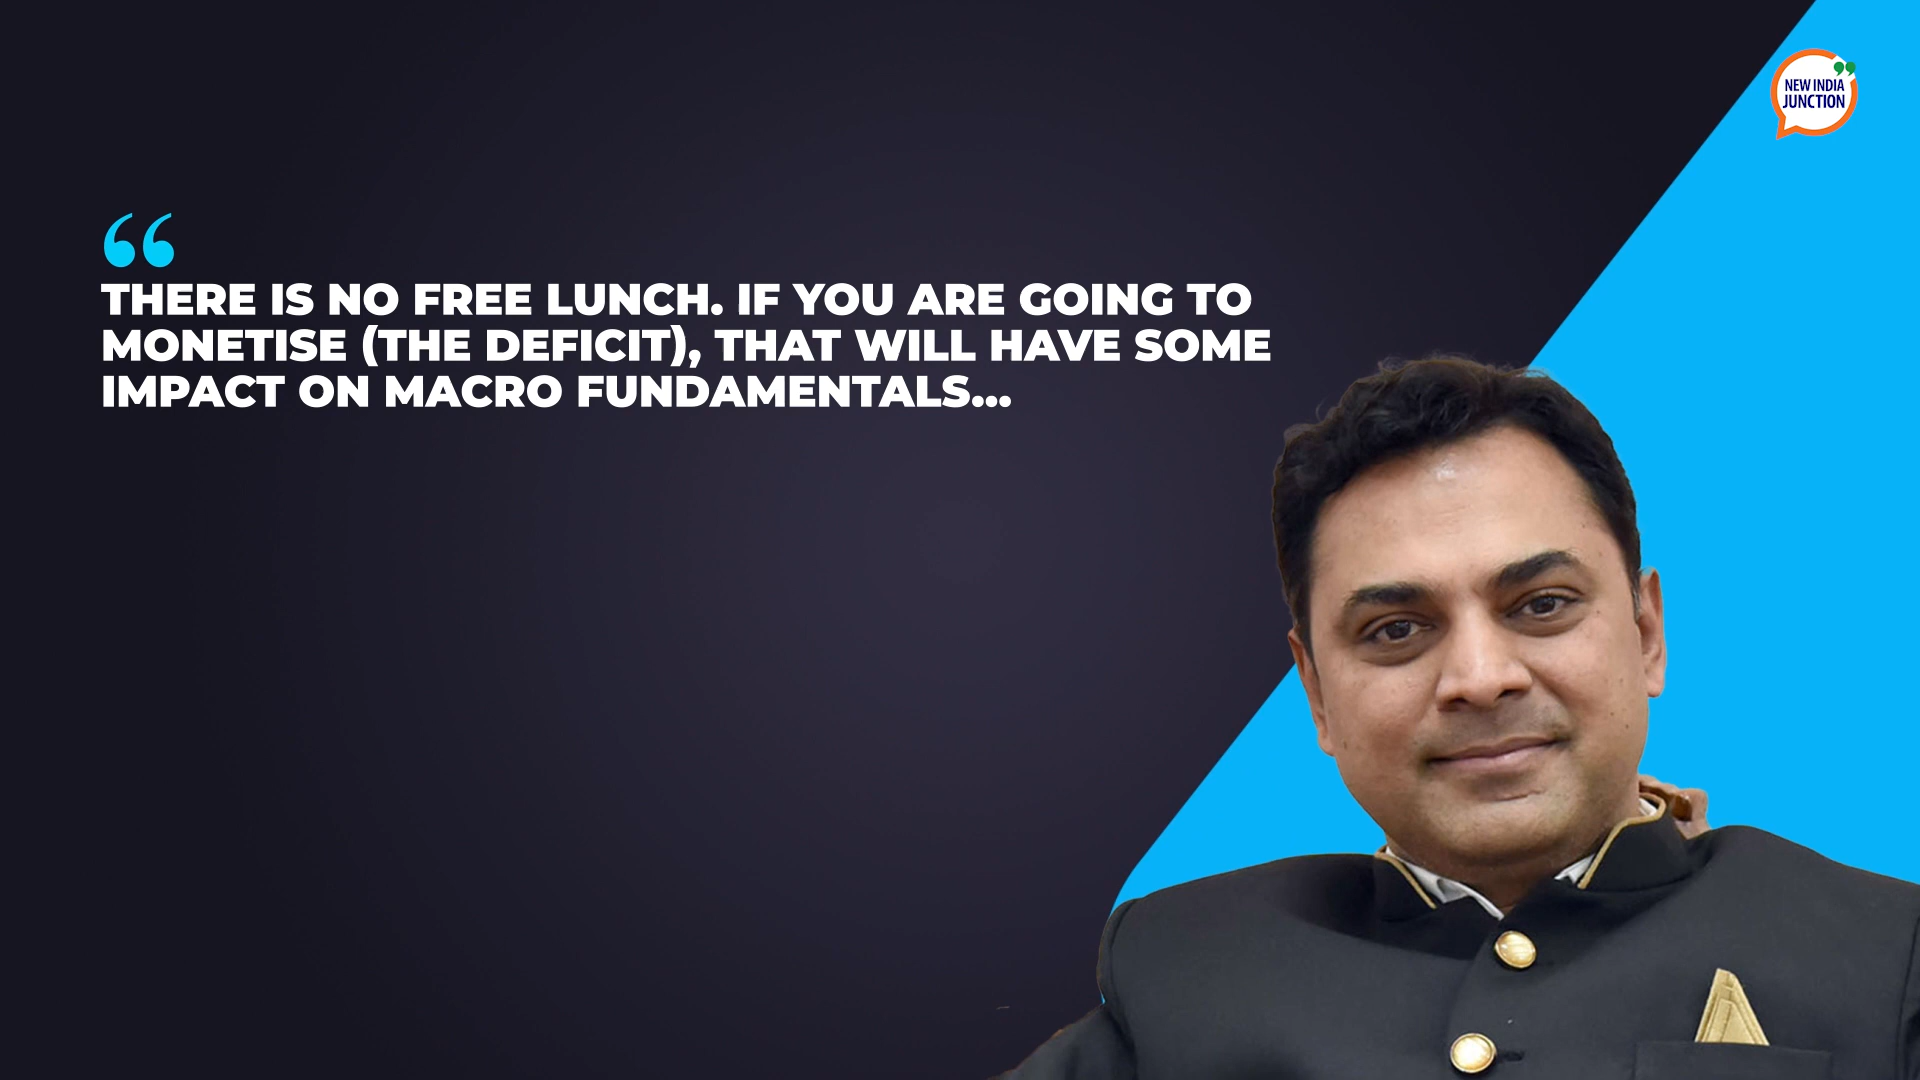 NEW INDIA
JUNCTION
“
THERE IS NO FREE LUNCH. IF YOU ARE GOING TO
MONETISE (THE DEFICIT), THAT WILL HAVE SOME
IMPACT ON MACRO FUNDAMENTALS...